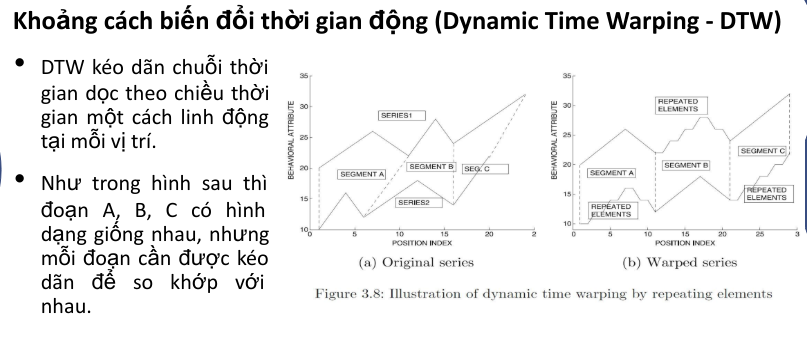 Khoảng cách biến đổi thời gian động (Dynamic Time Warping - DTW)
• DTW kéo dãn chuỗi thời
gian dọc theo chiều thời
gian một cách linh động
tại mỗi vị trí.
• Như trong hình sau thì
đoạn A, B, C có hình
dạng giống nhau, nhưng
mỗi đoạn cần được kéo
dãn để so khớp với
nhau.
BEHAVIORAL ATTRIBUTE
35
30
25
20
15
10
SERIES1
SEGMENT A
SEGMENT B
SEG. C
SERIES2
0 5 10 15 20 2
POSITION INDEX
(a) Original series
BEHAVIORAL ATTRIBUTE
35
30
25
20
15
10
REPEATED
ELEMENTS
SEGMENT C
SEGMENT B
SEGMENT A
REPEATED
ELEMENTS
REPEATED
ELEMENTS
0 5 10 15 20 25 3
POSITION INDEX
(b) Warped series
Figure 3.8: Illustration of dynamic time warping by repeating elements